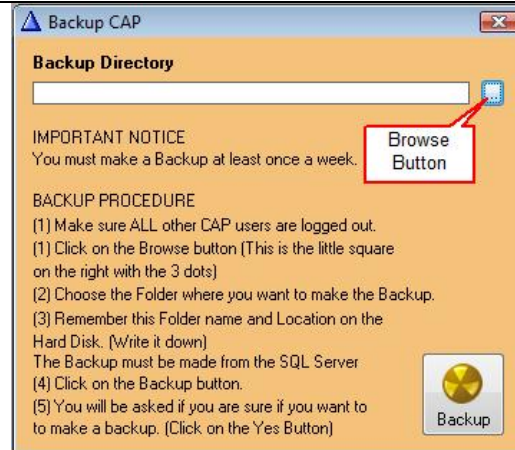 Backup CAP
Backup Directory
...
Browse
Button
IMPORTANT NOTICE
You must make a Backup at least once a week.
BACKUP PROCEDURE
(1) Make sure ALL other CAP users are logged out.
(1) Click on the Browse button (This is the little square
on the right with the 3 dots)
(2) Choose the Folder where you want to make the Backup.
(3) Remember this Folder name and Location on the
Hard Disk. (Write it down)
The Backup must be made from the SQL Server
(4) Click on the Backup button.
(5) You will be asked if you are sure if you want to
to make a backup. (Click on the Yes Button)
Backup